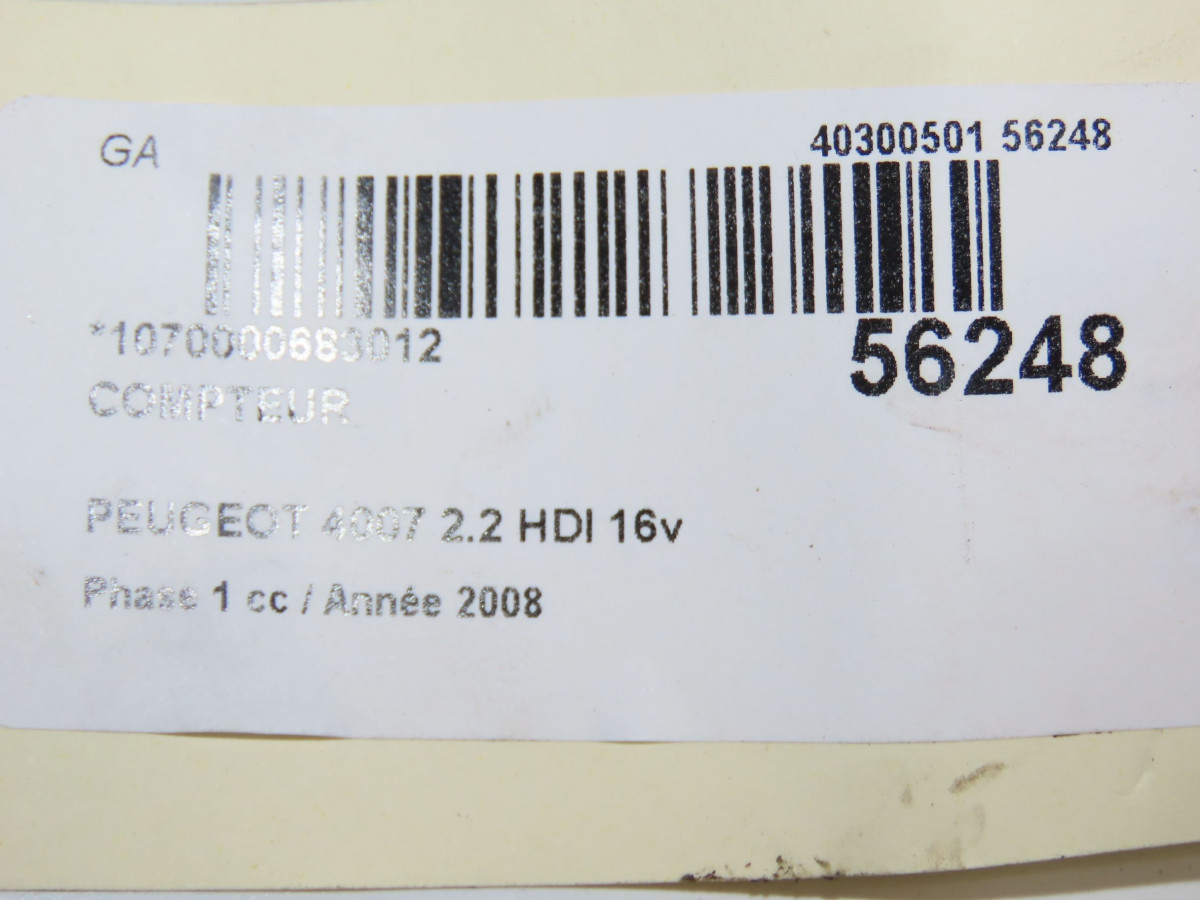 GA
40300501 56248
*1070000683012
56248
COMPTEUR
PEUGEOT 4007 2.2 HDI 16v
Phase 1 cc / Année 2008